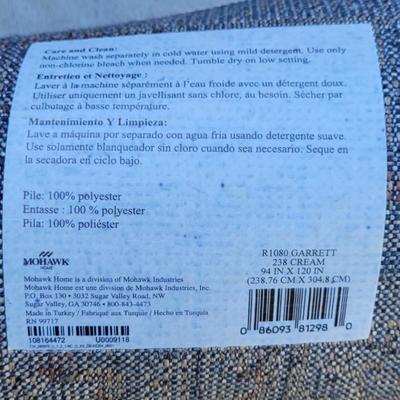 Care and Clean:
Machine wash separately in cold water using mild detergent. Use only
non-chlorine bleach when needed. Tumble dry on low setting.
Entretien et Nettoyage :
Laver à la machine séparément à l'eau froide avec un détergent doux.
Utiliser uniquement un javellisant sans chlore, au besoin. Sécher par
culbutage à basse température.
Mantenimiento Y Limpieza:
Lave a máquina por separado con agua fria usando detergente suave.
Use solamente blanqueador sin cloro cuando sea necesario. Seque en
la secadora en ciclo bajo.
Pile: 100% polyester
Entasse : 100 % polyester
Pila: 100% poliéster
MOHAWK
HOME
Mohawk Home is a division of Mohawk Industries
Mohawk Home est une division de Mohawk Industries, Inc.
P.O. Box 130 • 3032 Sugar Valley Road, NW
Sugar Valley, GA 30746 • 800-843-4473
Made in Turkey / Fabriqué aux Turquie / Hecho en Turquía
RN 99717
108164472 U0009118
R1080 GARRETT
238 CREAM
94 IN X 120 IN
(238.76 CM X 304.8 CM)
0 86093 81298 0